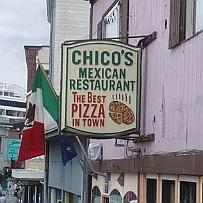 CHICO'S
MEXICAN
RESTAURANT
THE BEST
PIZZA
IN TOWN